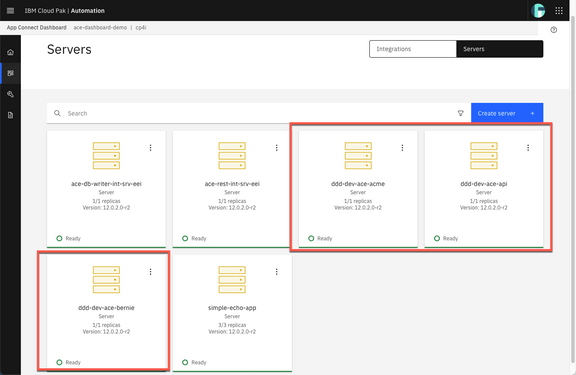 IBM Cloud Pak | Automation
App Connect Dashboard ace-dashboard-demo | cp4i
Servers
Integrations
Servers
Search
Create server +
ace-db-writer-int-srv-eei
Server
1/1 replicas
Version: 12.0.2.0-r2
Ready
ace-rest-int-srv-eei
Server
1/1 replicas
Version: 12.0.2.0-r2
Ready
ddd-dev-ace-acme
Server
1/1 replicas
Version: 12.0.2.0-r2
Ready
ddd-dev-ace-api
Server
1/1 replicas
Version: 12.0.2.0-r2
Ready
ddd-dev-ace-bernie
Server
1/1 replicas
Version: 12.0.2.0-r2
Ready
simple-echo-app
Server
3/3 replicas
Version: 12.0.2.0-r2
Ready